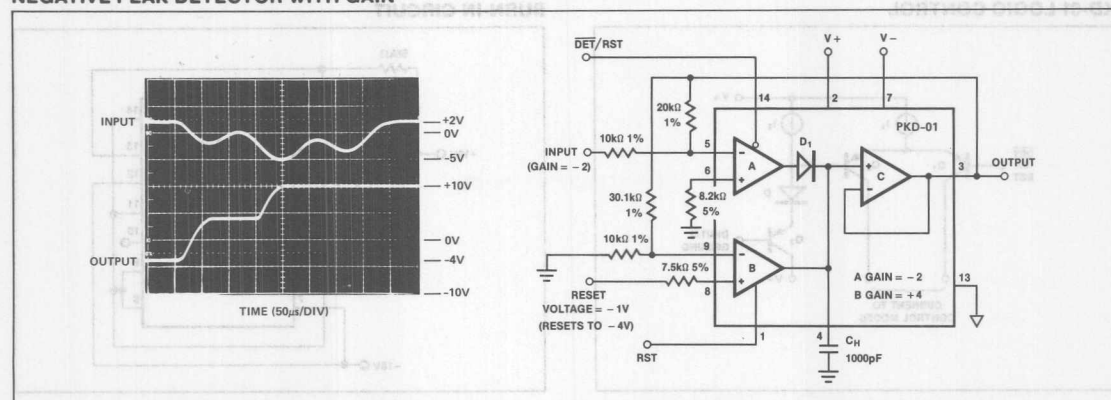 NEGATIVE PEAK DETECTOR WITH GAIN
INPUT
+2V
0V
-5V
+10V
0V
OUTPUT
-4V
-10V
TIME (50µs/DIV)
DET/RST
V+
V-
14
2
7
20kΩ
1%
PKD-01
10kΩ 1%
D1
INPUT
(GAIN = -2)
5
A
6
C
3
OUTPUT
30.1kΩ
1%
8.2kΩ
5%
10kΩ 1%
9
7.5kΩ 5%
B
8
A GAIN = -2
B GAIN = +4
13
RESET
VOLTAGE = -1V
(RESETS TO -4V)
1
4
CH
1000pF
RST